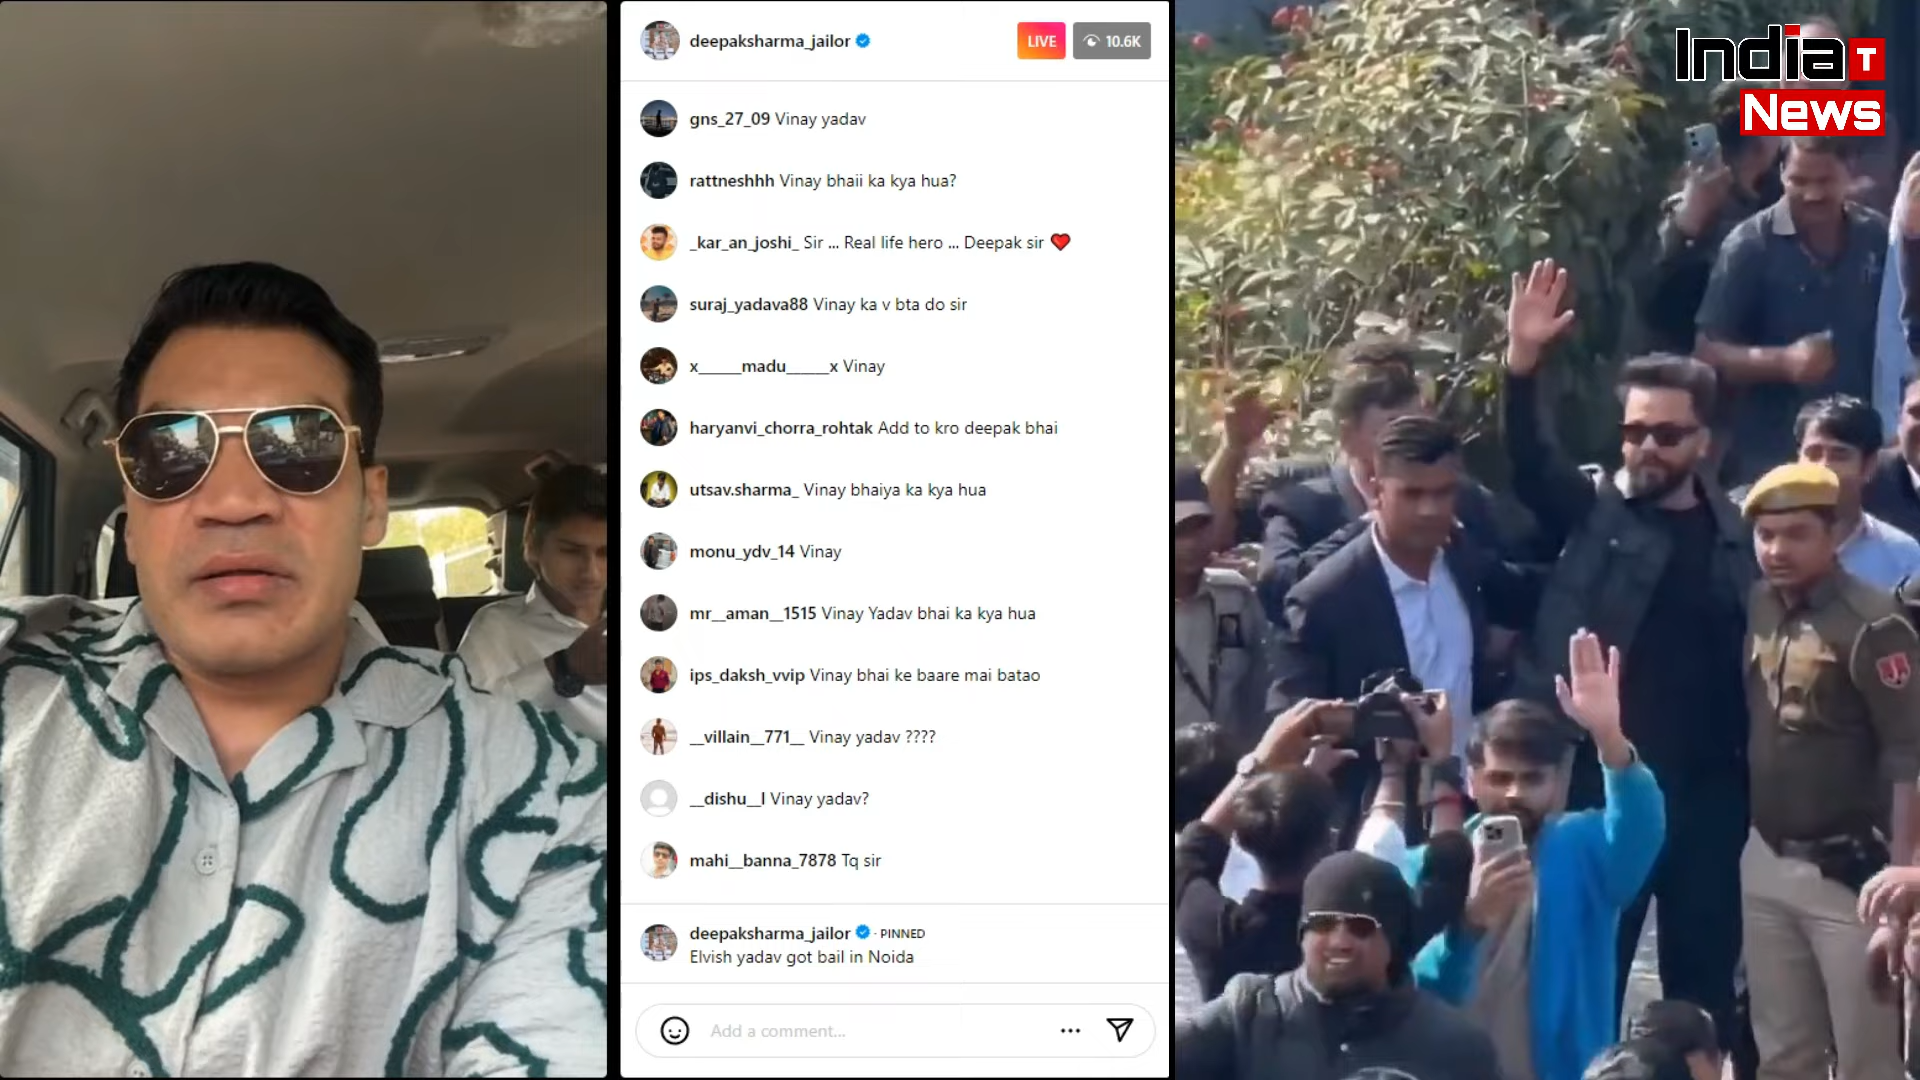 deepaksharma_jailor
LIVE
10.6K
gns_27_09 Vinay yadav
rattneshhh Vinay bhaii ka kya hua?
_kar_an_joshi_ Sir ... Real life hero ... Deepak sir ❤️
suraj_yadava88 Vinay ka v bta do sir
x_____madu_____x Vinay
haryanvi_chorra_rohtak Add to kro deepak bhai
utsav.sharma_ Vinay bhaiya ka kya hua
monu_ydv_14 Vinay
mr__aman__1515 Vinay Yadav bhai ka kya hua
ips_daksh_vvip Vinay bhai ke baare mai batao
__villain__771__ Vinay yadav ????
__dishu__l Vinay yadav?
mahi__banna_7878 Tq sir
deepaksharma_jailor · PINNED
Elvish yadav got bail in Noida
Add a comment...
India T
News